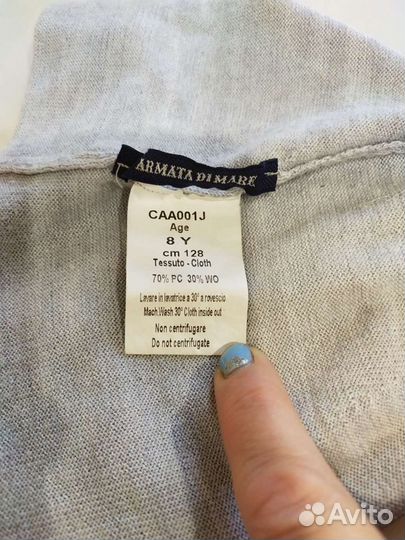 ARMATA DI MARE
CAA001J
Age
8 Y
cm 128
Tessuto - Cloth
70% PC 30% WO
Lavare in lavatrice a 30° a rovescio
Mach.Wash 30° Cloth inside out
Non centrifugare
Do not centrifugate
Avito